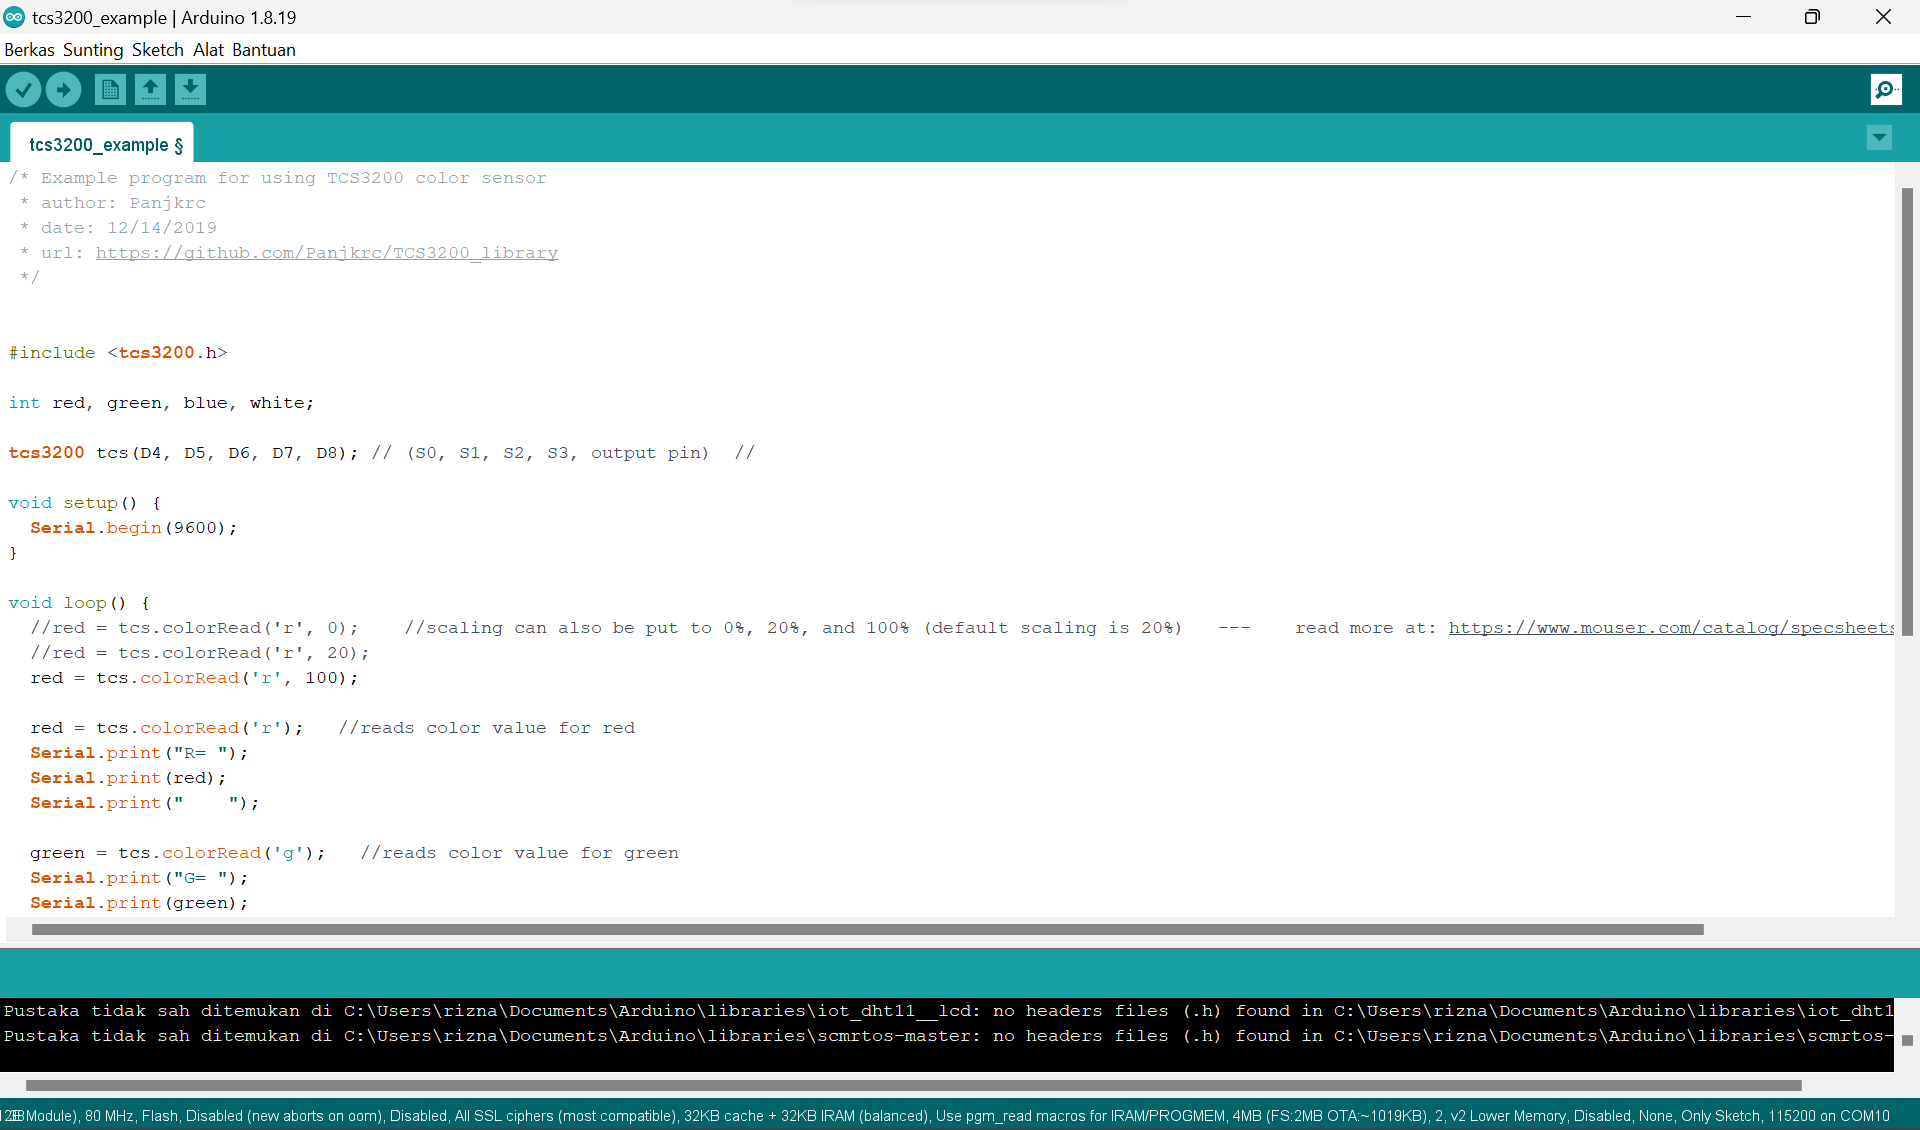 tcs3200_example | Arduino 1.8.19
Berkas Sunting Sketch Alat Bantuan
tcs3200_example §
/* Example program for using TCS3200 color sensor
 * author: Panjkrc
 * date: 12/14/2019
 * url: https://github.com/Panjkrc/TCS3200_library
 */
#include <tcs3200.h>
int red, green, blue, white;
tcs3200 tcs(D4, D5, D6, D7, D8); // (S0, S1, S2, S3, output pin)  //
void setup() {
  Serial.begin(9600);
}
void loop() {
  //red = tcs.colorRead('r', 0);    //scaling can also be put to 0%, 20%, and 100% (default scaling is 20%)   ---    read more at: https://www.mouser.com/catalog/specsheets
  //red = tcs.colorRead('r', 20);
  red = tcs.colorRead('r', 100);
  red = tcs.colorRead('r');   //reads color value for red
  Serial.print("R= ");
  Serial.print(red);
  Serial.print("    ");
  green = tcs.colorRead('g');   //reads color value for green
  Serial.print("G= ");
  Serial.print(green);
Pustaka tidak sah ditemukan di C:\Users\rizna\Documents\Arduino\libraries\iot_dht11__lcd: no headers files (.h) found in C:\Users\rizna\Documents\Arduino\libraries\iot_dht1
Pustaka tidak sah ditemukan di C:\Users\rizna\Documents\Arduino\libraries\scmrtos-master: no headers files (.h) found in C:\Users\rizna\Documents\Arduino\libraries\scmrtos-
Module), 80 MHz, Flash, Disabled (new aborts on oom), Disabled, All SSL ciphers (most compatible), 32KB cache + 32KB IRAM (balanced), Use pgm_read macros for IRAM/PROGMEM, 4MB (FS:2MB OTA:~1019KB), 2, v2 Lower Memory, Disabled, None, Only Sketch, 115200 on COM10